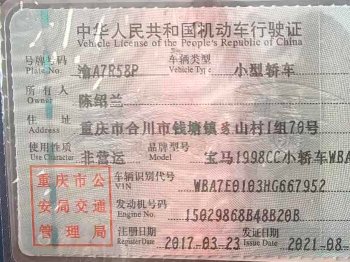 中华人民共和国机动车行驶证
Vehicle License of the People's Republic of China
号牌号码 渝A7R58P 车辆类型 小型轿车
Plate No. Vehicle Type
所有人 陈绍兰
Owner
住址 重庆市合川市钱塘镇 山村1组70号
Address
使用性质 非营运 品牌型号 宝马1998CC小轿车WBA
Use Character Model
重庆市公安局交通管理局
车辆识别代号 WBA7E0103HG667952
VIN
发动机号码 15029868B48B20B
Engine No.
注册日期 2017-03-23 发证日期 2021-08
Register Date Issue Date